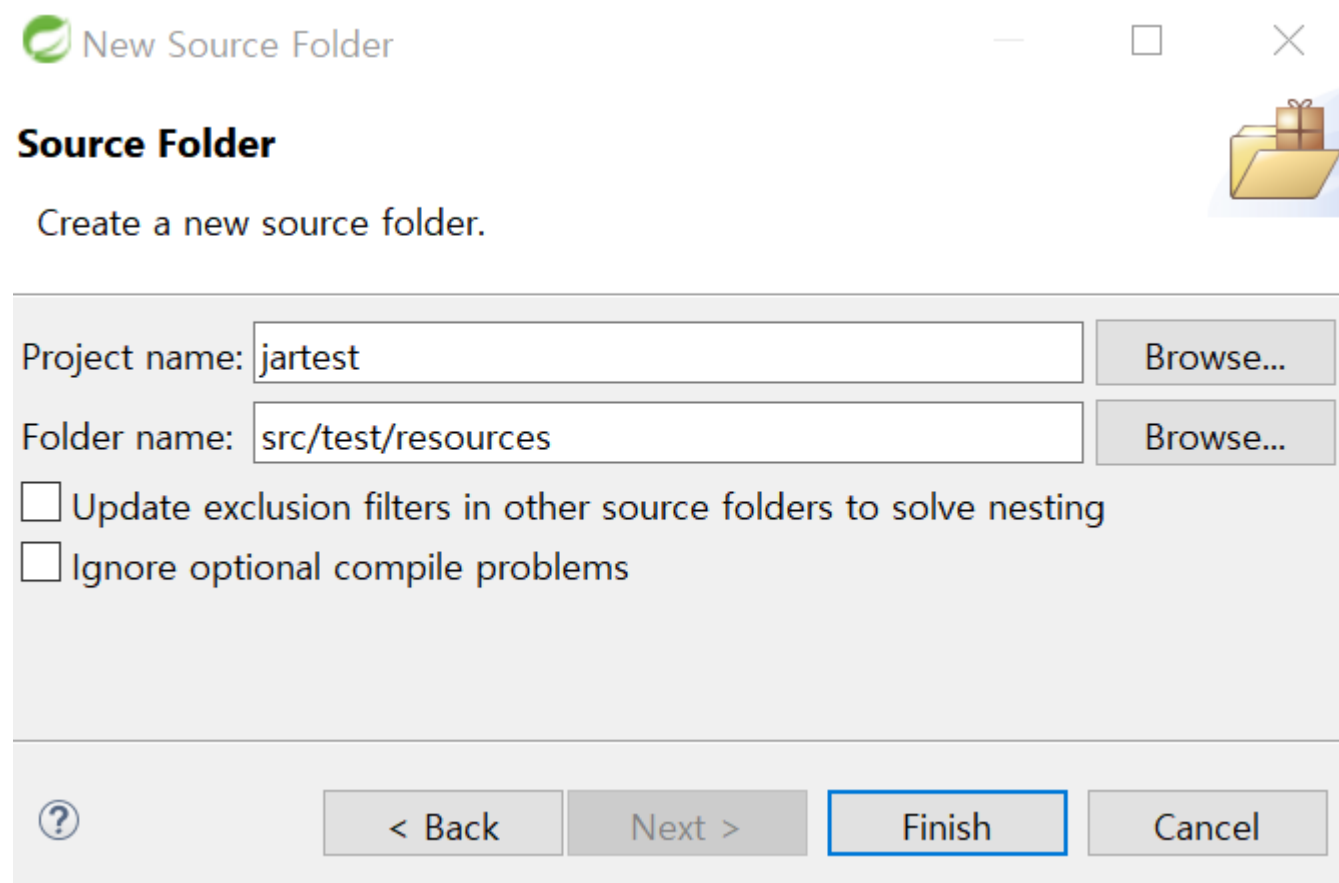 New Source Folder
Source Folder
Create a new source folder.
Project name: jartest Browse...
Folder name: src/test/resources Browse...
Update exclusion filters in other source folders to solve nesting
Ignore optional compile problems
? < Back Next > Finish Cancel